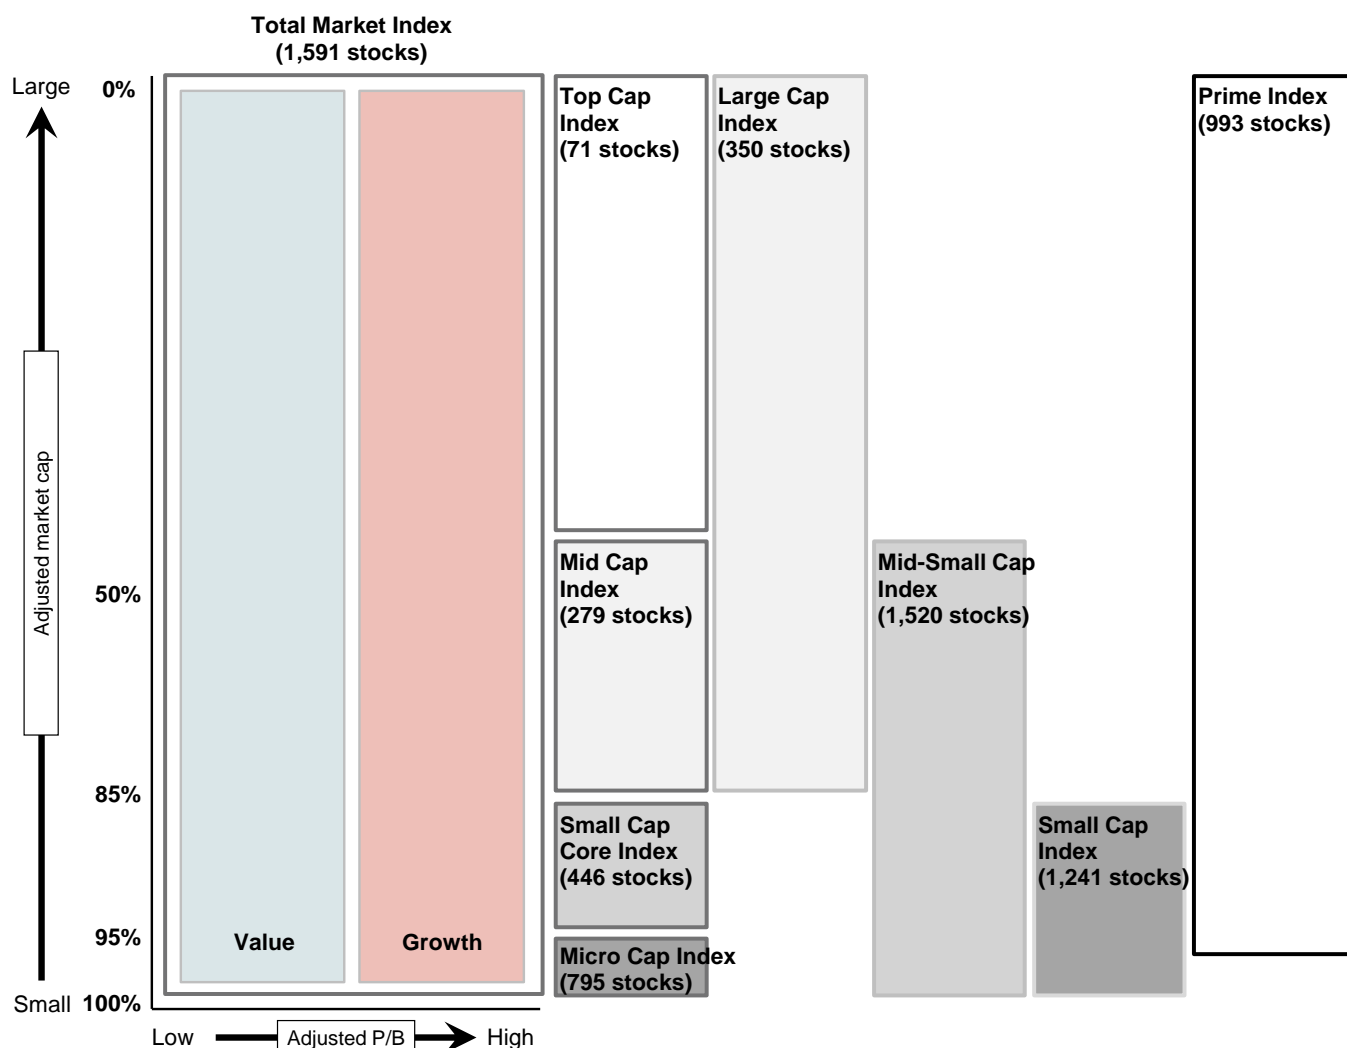 Total Market Index
(1,591 stocks)
Large
0%
Top Cap
Index
(71 stocks)
Large Cap
Index
(350 stocks)
Prime Index
(993 stocks)
Adjusted market cap
50%
Mid Cap
Index
(279 stocks)
Mid-Small Cap
Index
(1,520 stocks)
85%
Small Cap
Core Index
(446 stocks)
Small Cap
Index
(1,241 stocks)
95%
Value
Growth
Micro Cap Index
(795 stocks)
Small
100%
Low
Adjusted P/B
High